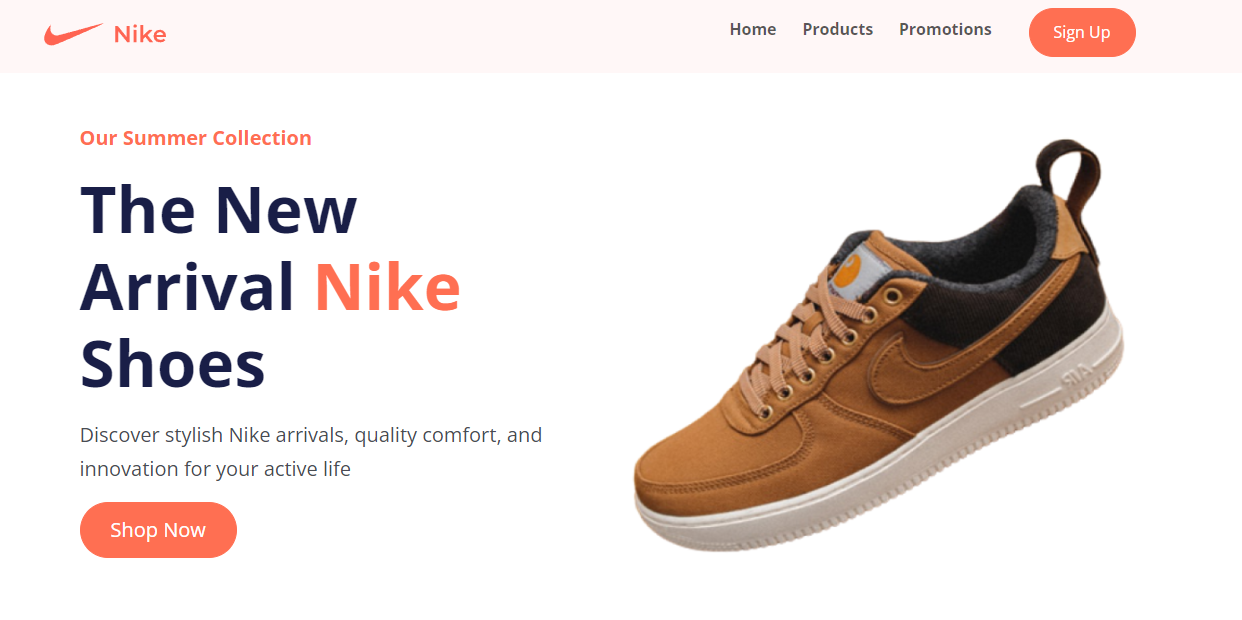 Nike
Home Products Promotions Sign Up
Our Summer Collection
The New
Arrival Nike
Shoes
Discover stylish Nike arrivals, quality comfort, and
innovation for your active life
Shop Now
AIR